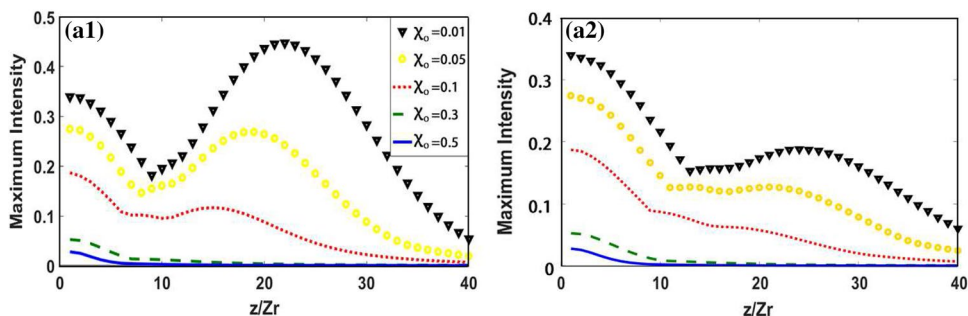 (a1)
Maximum Intensity
0.5
0.4
0.3
0.2
0.1
0
0 10 20 30 40
z/Zr
χo=0.01
χo=0.05
χo=0.1
χo=0.3
χo=0.5
(a2)
Maximum Intensity
0.4
0.3
0.2
0.1
0
0 10 20 30 40
z/Zr